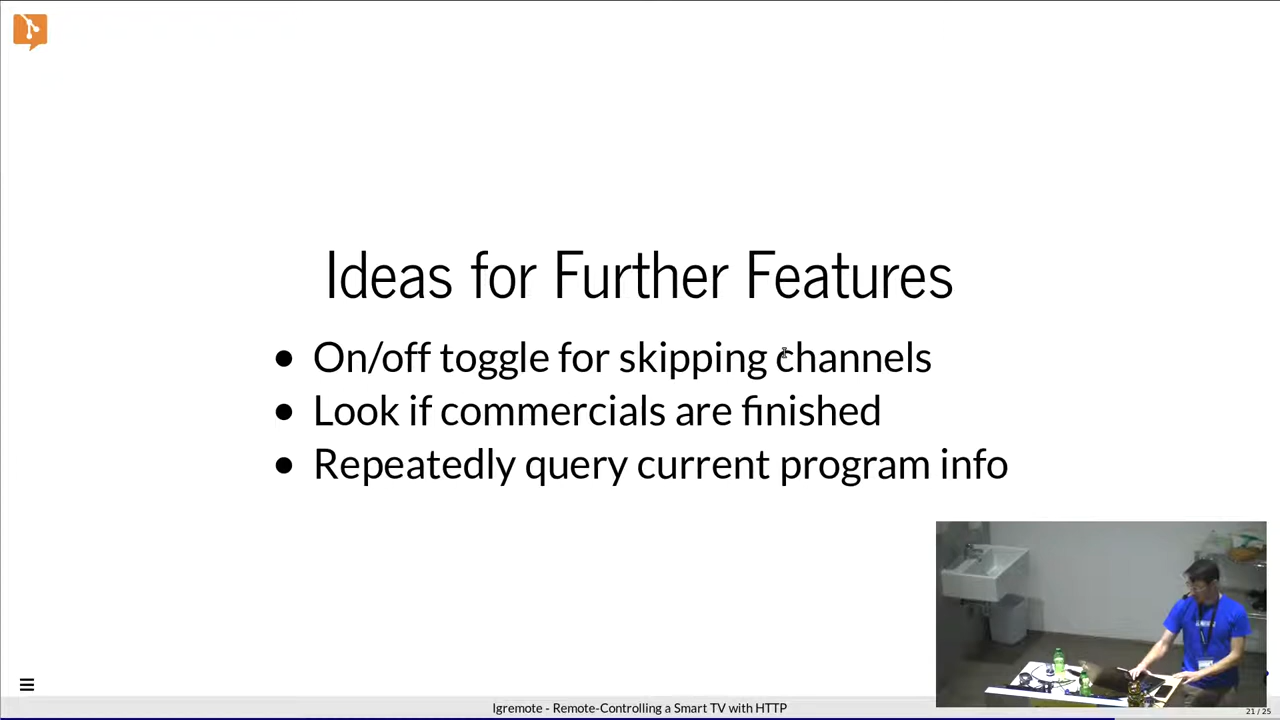 Ideas for Further Features
On/off toggle for skipping channels
Look if commercials are finished
Repeatedly query current program info
lgremote - Remote-Controlling a Smart TV with HTTP
21 / 25